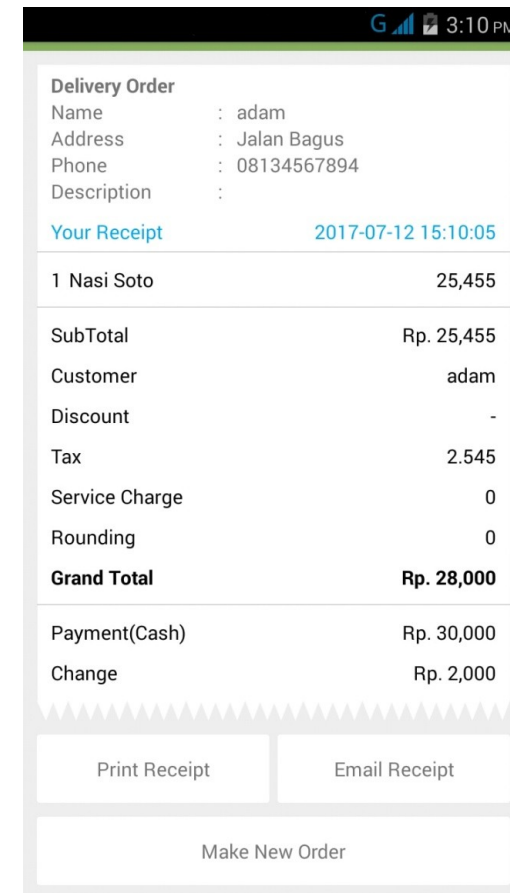 G 3:10 PM
Delivery Order
Name : adam
Address : Jalan Bagus
Phone : 08134567894
Description :
Your Receipt 2017-07-12 15:10:05
1 Nasi Soto 25,455
SubTotal Rp. 25,455
Customer adam
Discount -
Tax 2.545
Service Charge 0
Rounding 0
Grand Total Rp. 28,000
Payment(Cash) Rp. 30,000
Change Rp. 2,000
Print Receipt Email Receipt
Make New Order